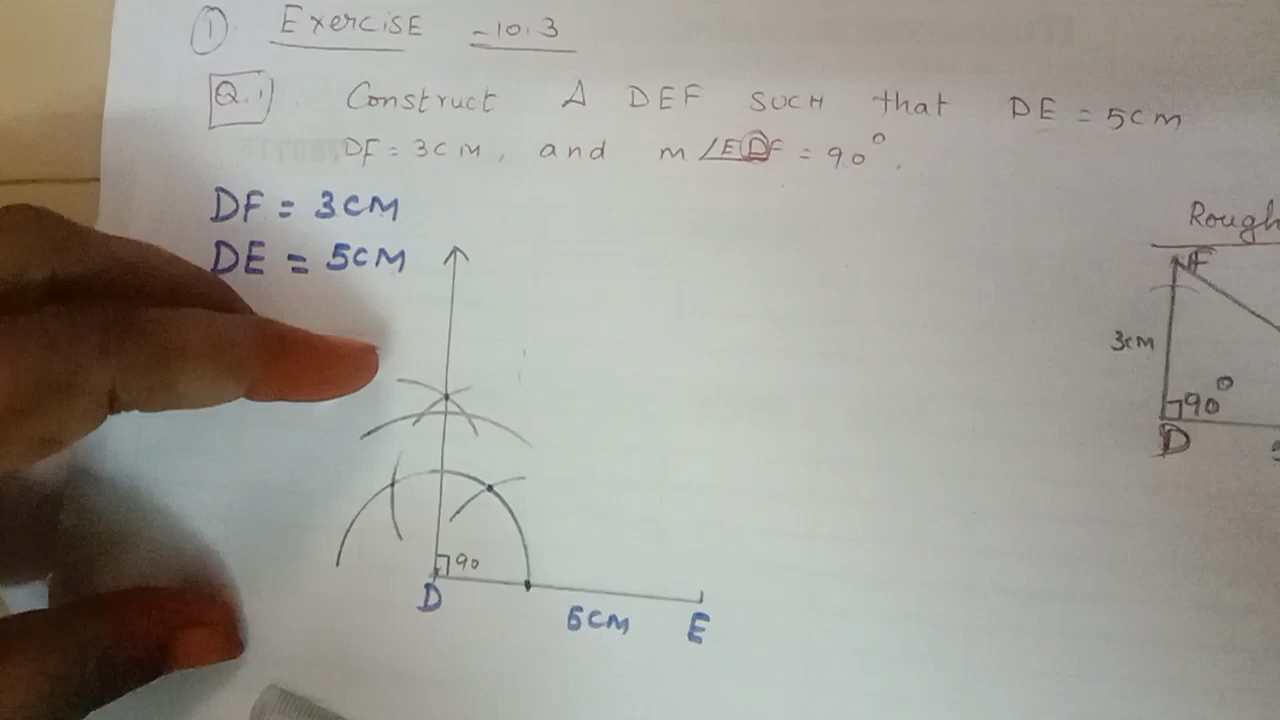 1 Exercise -10.3
Q.1 Construct Δ DEF SUCH that DE = 5cm
DF = 3cm, and m∠EDF = 90°.
DF = 3CM
DE = 5CM
Rough
F
3cm
90°
D
90
D
5CM E